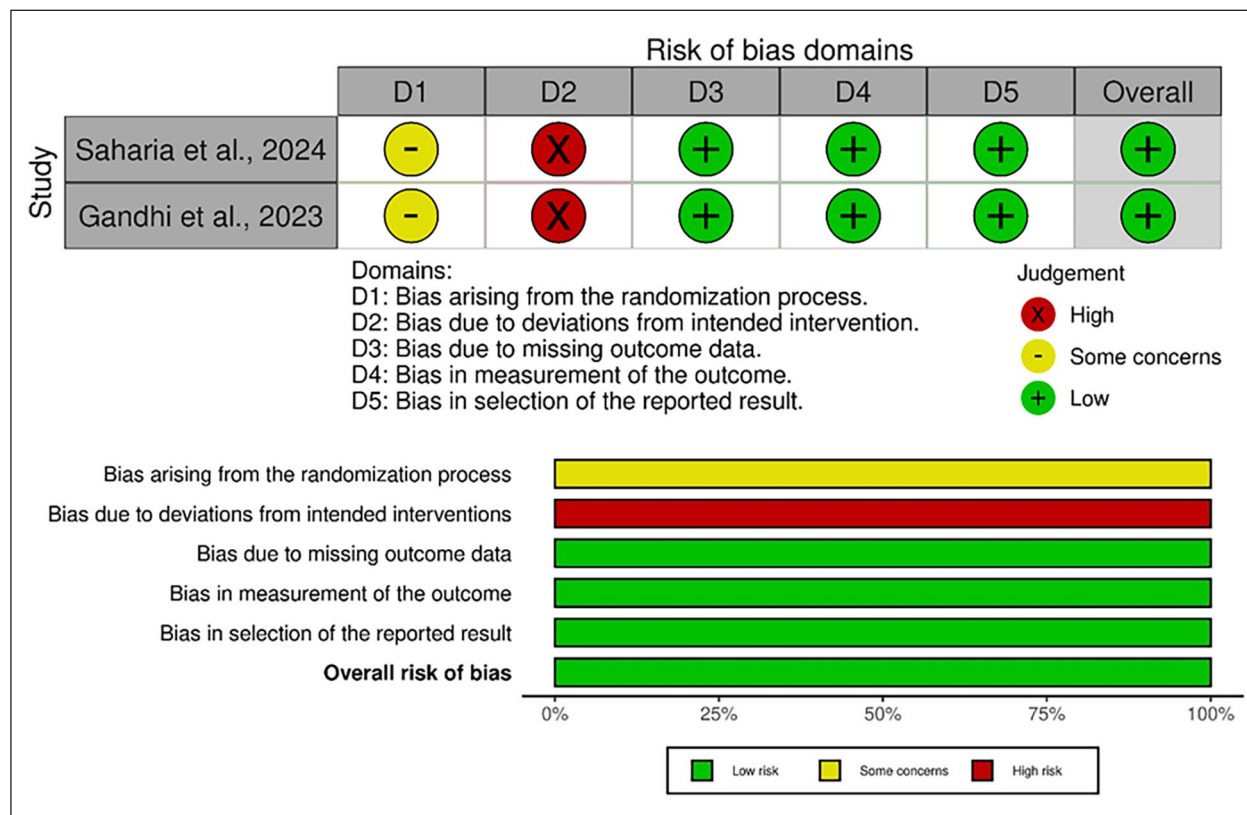 Risk of bias domains
D1 D2 D3 D4 D5 Overall
Study
Saharia et al., 2024 - X + + + +
Gandhi et al., 2023 - X + + + +
Domains:
D1: Bias arising from the randomization process.
D2: Bias due to deviations from intended intervention.
D3: Bias due to missing outcome data.
D4: Bias in measurement of the outcome.
D5: Bias in selection of the reported result.
Judgement
X High
- Some concerns
+ Low
Bias arising from the randomization process
Bias due to deviations from intended interventions
Bias due to missing outcome data
Bias in measurement of the outcome
Bias in selection of the reported result
Overall risk of bias
0% 25% 50% 75% 100%
Low risk Some concerns High risk